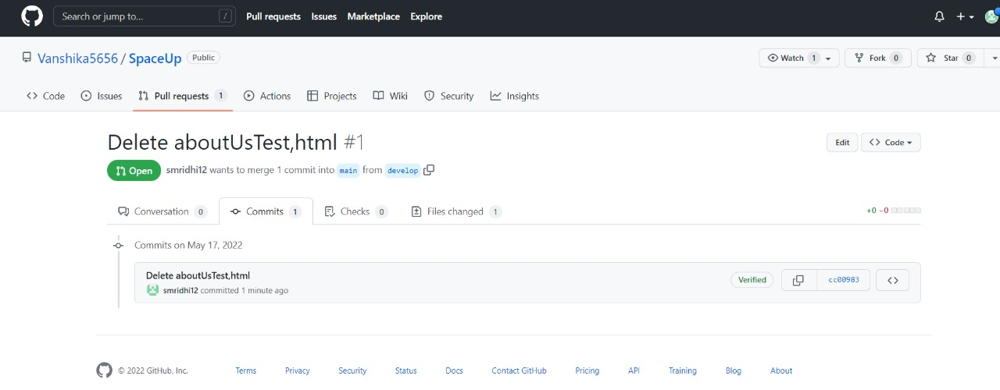 Search or jump to... / Pull requests Issues Marketplace Explore
Vanshika5656 / SpaceUp Public Watch 1 Fork 0 Star 0
Code Issues Pull requests 1 Actions Projects Wiki Security Insights
Delete aboutUsTest,html #1 Edit Code
Open smridhi12 wants to merge 1 commit into main from develop
Conversation 0 Commits 1 Checks 0 Files changed 1 +0 −0
Commits on May 17, 2022
Delete aboutUsTest,html Verified cc00983
smridhi12 committed 1 minute ago
© 2022 GitHub, Inc. Terms Privacy Security Status Docs Contact GitHub Pricing API Training Blog About